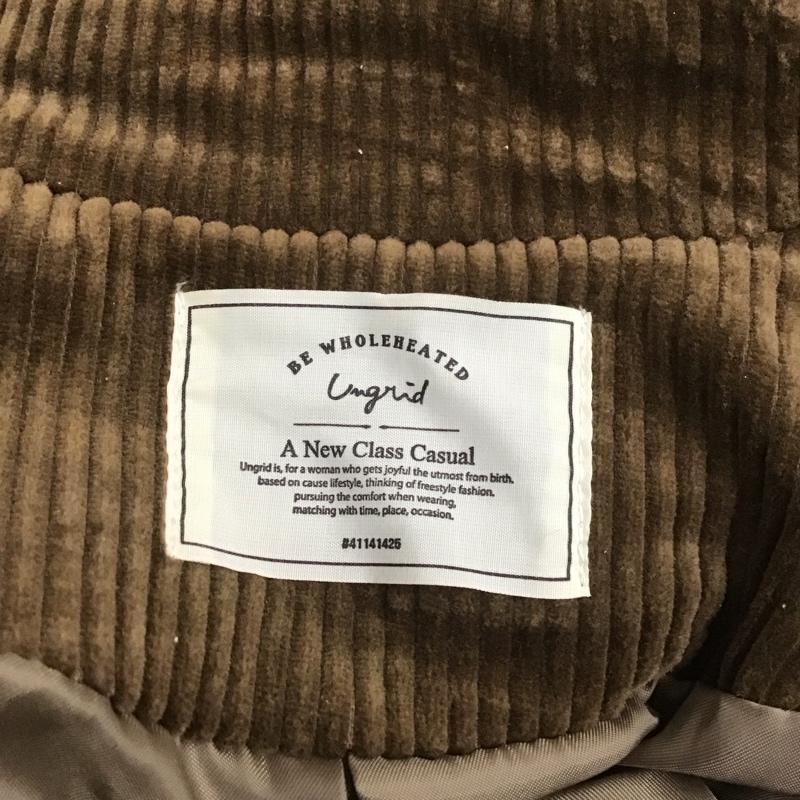 BE WHOLEHEATED
Ungrid
A New Class Casual
Ungrid is, for a woman who gets joyful the utmost from birth.
based on cause lifestyle, thinking of freestyle fashion.
pursuing the comfort when wearing,
matching with time, place, occasion.
#41141425